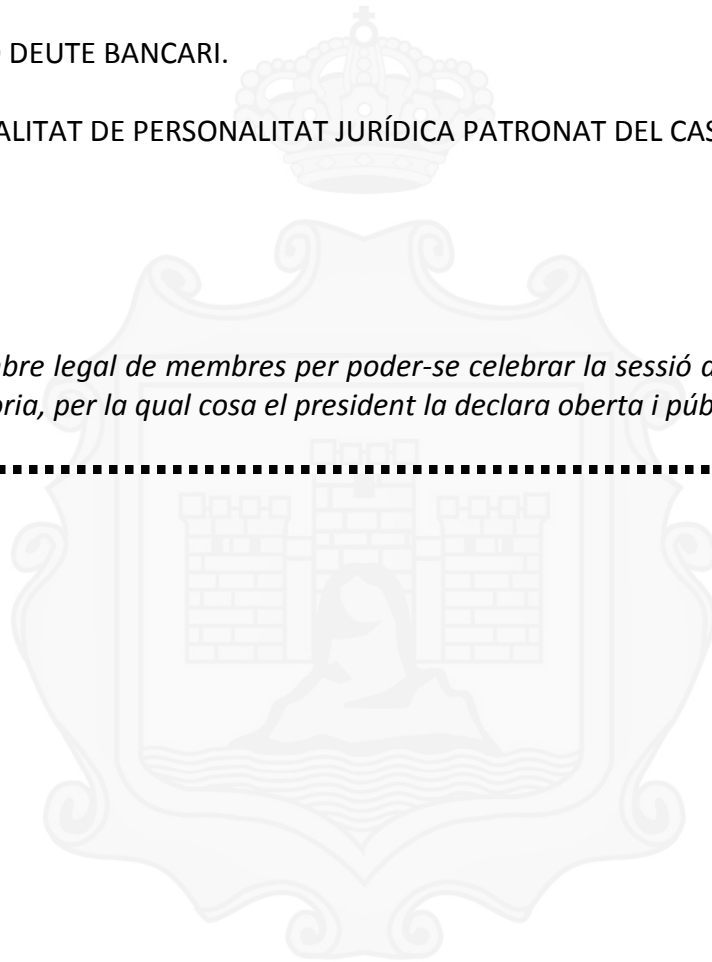 DEUTE BANCARI.
ALITAT DE PERSONALITAT JURÍDICA PATRONAT DEL CAS
bre legal de membres per poder-se celebrar la sessió
ria, per la qual cosa el president la declara oberta i púb